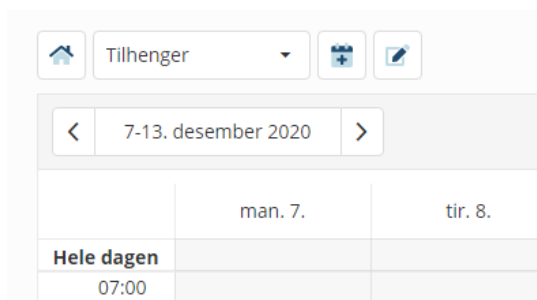 Tilhenger
7-13. desember 2020
man. 7. tir. 8.
Hele dagen
07:00